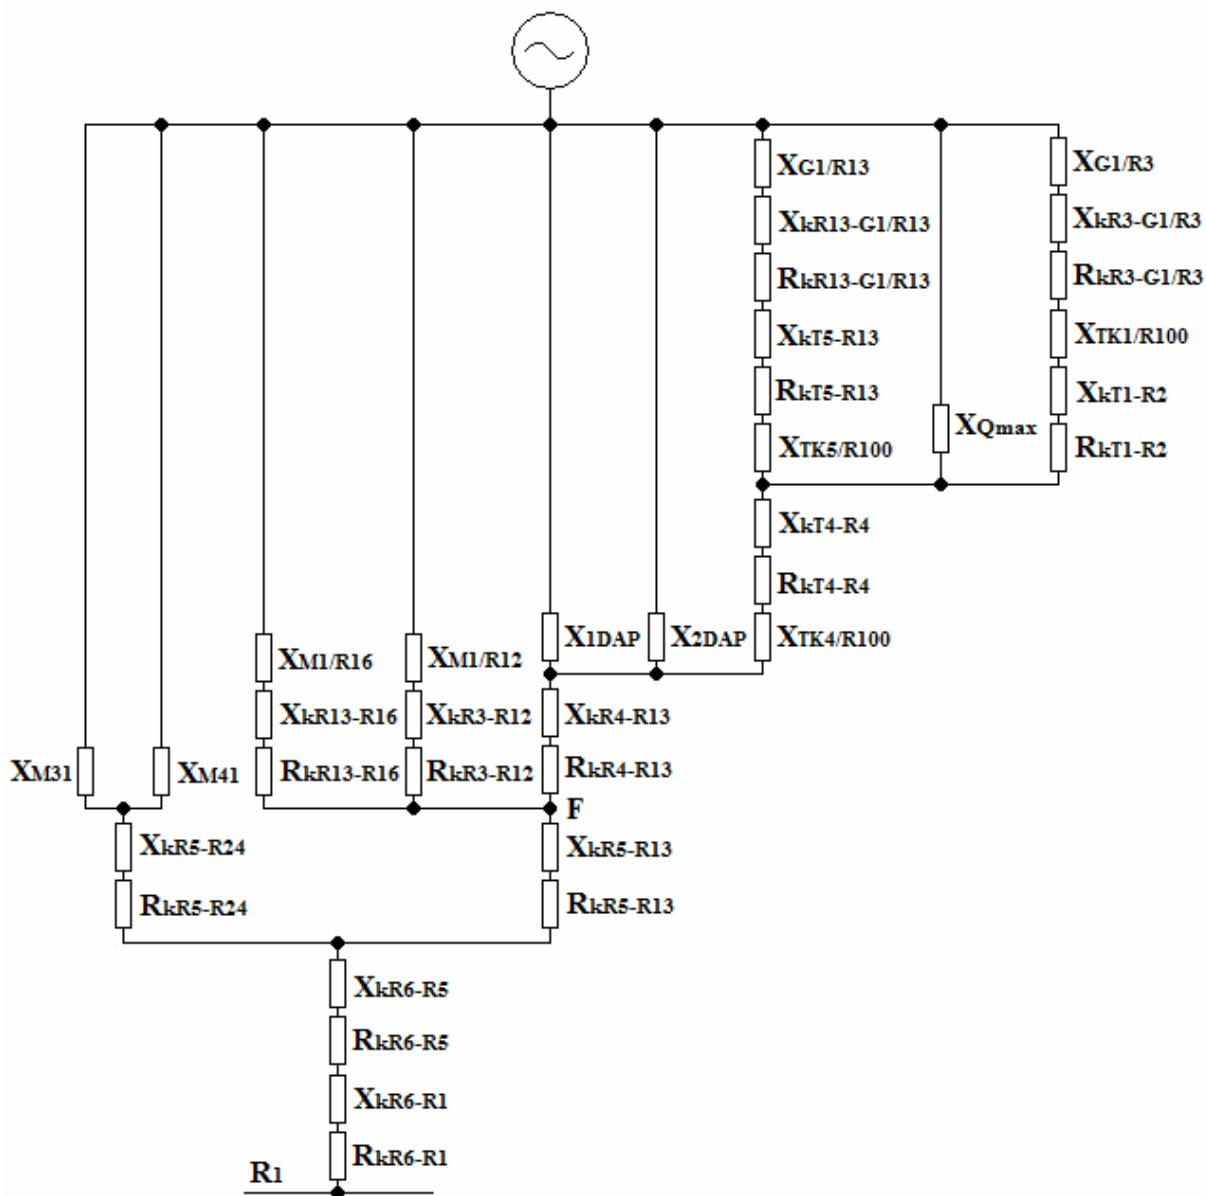 XG1/R13
XG1/R3
XkR13-G1/R13
XkR3-G1/R3
RkR13-G1/R13
RkR3-G1/R3
XkT5-R13
XTK1/R100
RkT5-R13
XkT1-R2
XTK5/R100
XQmax
RkT1-R2
XkT4-R4
RkT4-R4
XM1/R16
XM1/R12
X1DAP
X2DAP
XTK4/R100
XkR13-R16
XkR3-R12
XkR4-R13
XM31
XM41
RkR13-R16
RkR3-R12
RkR4-R13
F
XkR5-R24
XkR5-R13
RkR5-R24
RkR5-R13
XkR6-R5
RkR6-R5
XkR6-R1
RkR6-R1
R1